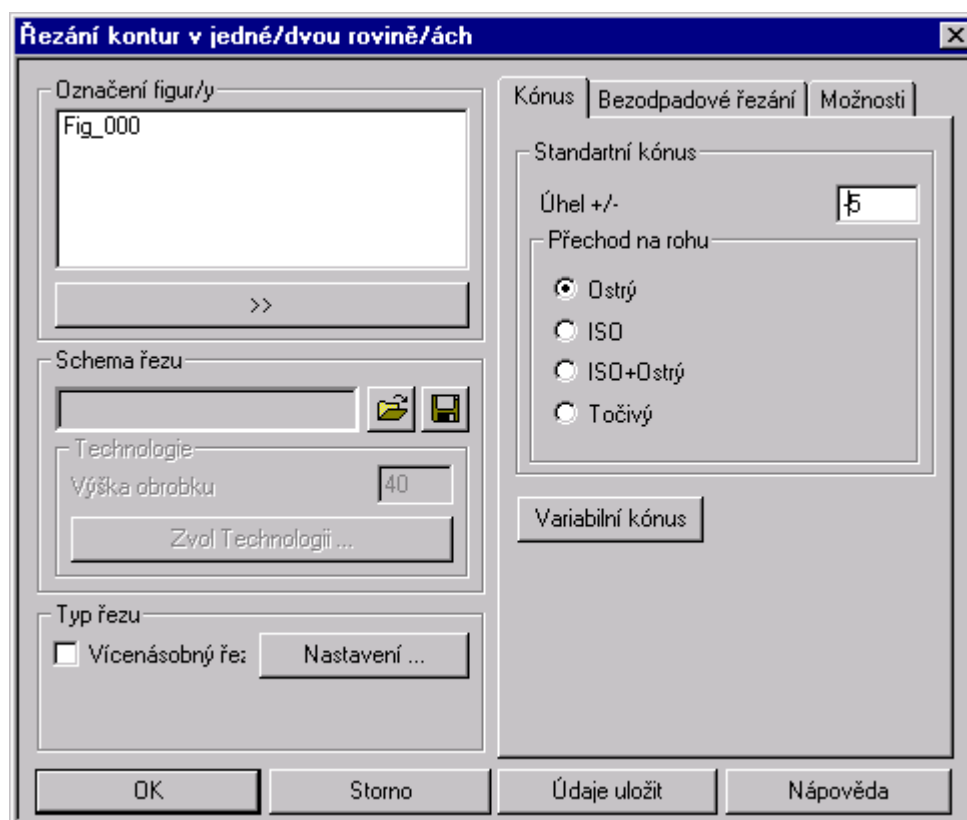 Řezání kontur v jedné/dvou rovině/ách
Označení figur/y
Fig_000
>>
Schema řezu
Technologie
Výška obrobku 40
Zvol Technologii ...
Typ řezu
Vícenásobný řez
Nastavení ...
Kónus Bezodpadové řezání Možnosti
Standartní kónus
Úhel +/- -5
Přechod na rohu
Ostrý
ISO
ISO+Ostrý
Točivý
Variabilní kónus
OK Storno Údaje uložit Nápověda